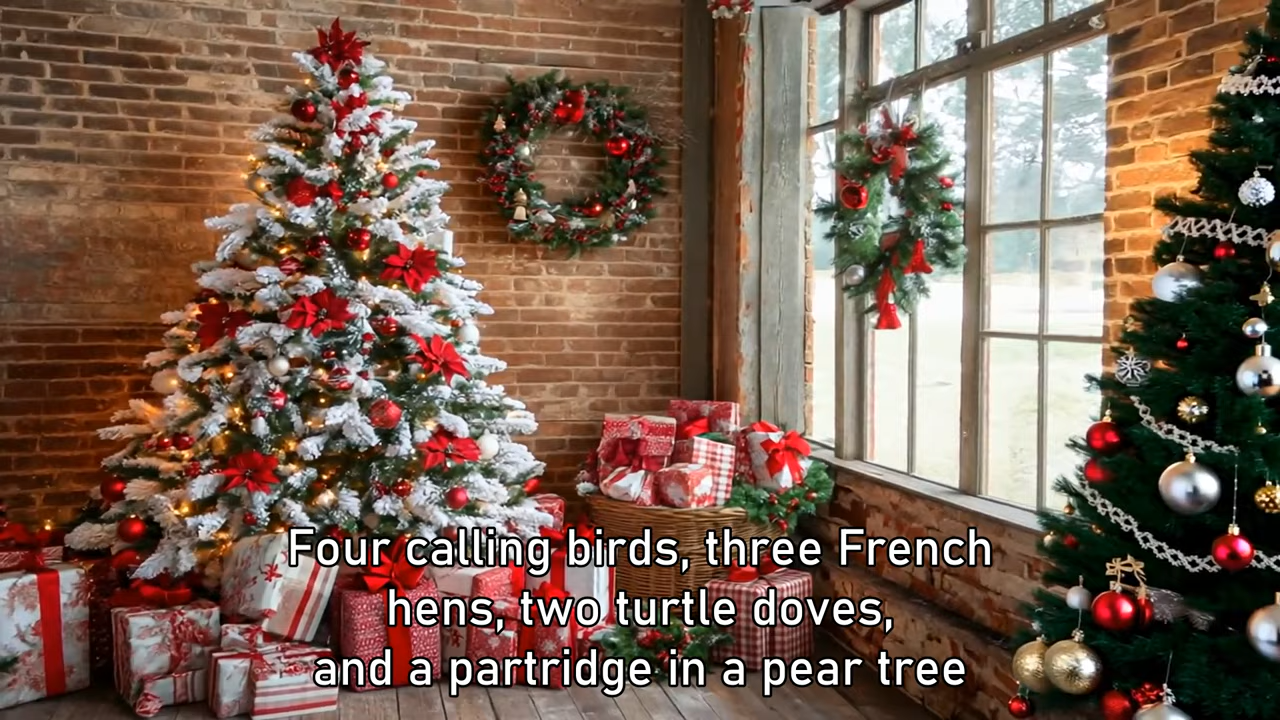 Four calling birds, three French
hens, two turtle doves,
and a partridge in a pear tree